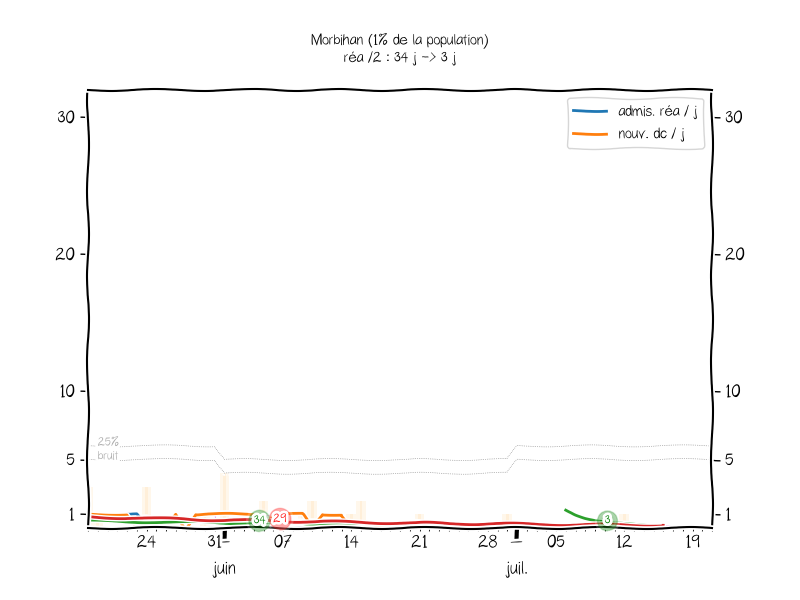 Morbihan (1% de la population)
réa /2 : 34 j -> 3 j
admis. réa / j
nouv. dc / j
30 30
20 20
10 10
25%
bruit
5 5
1 1
34 29 3
24 31 07 14 21 28 05 12 19
juin juil.